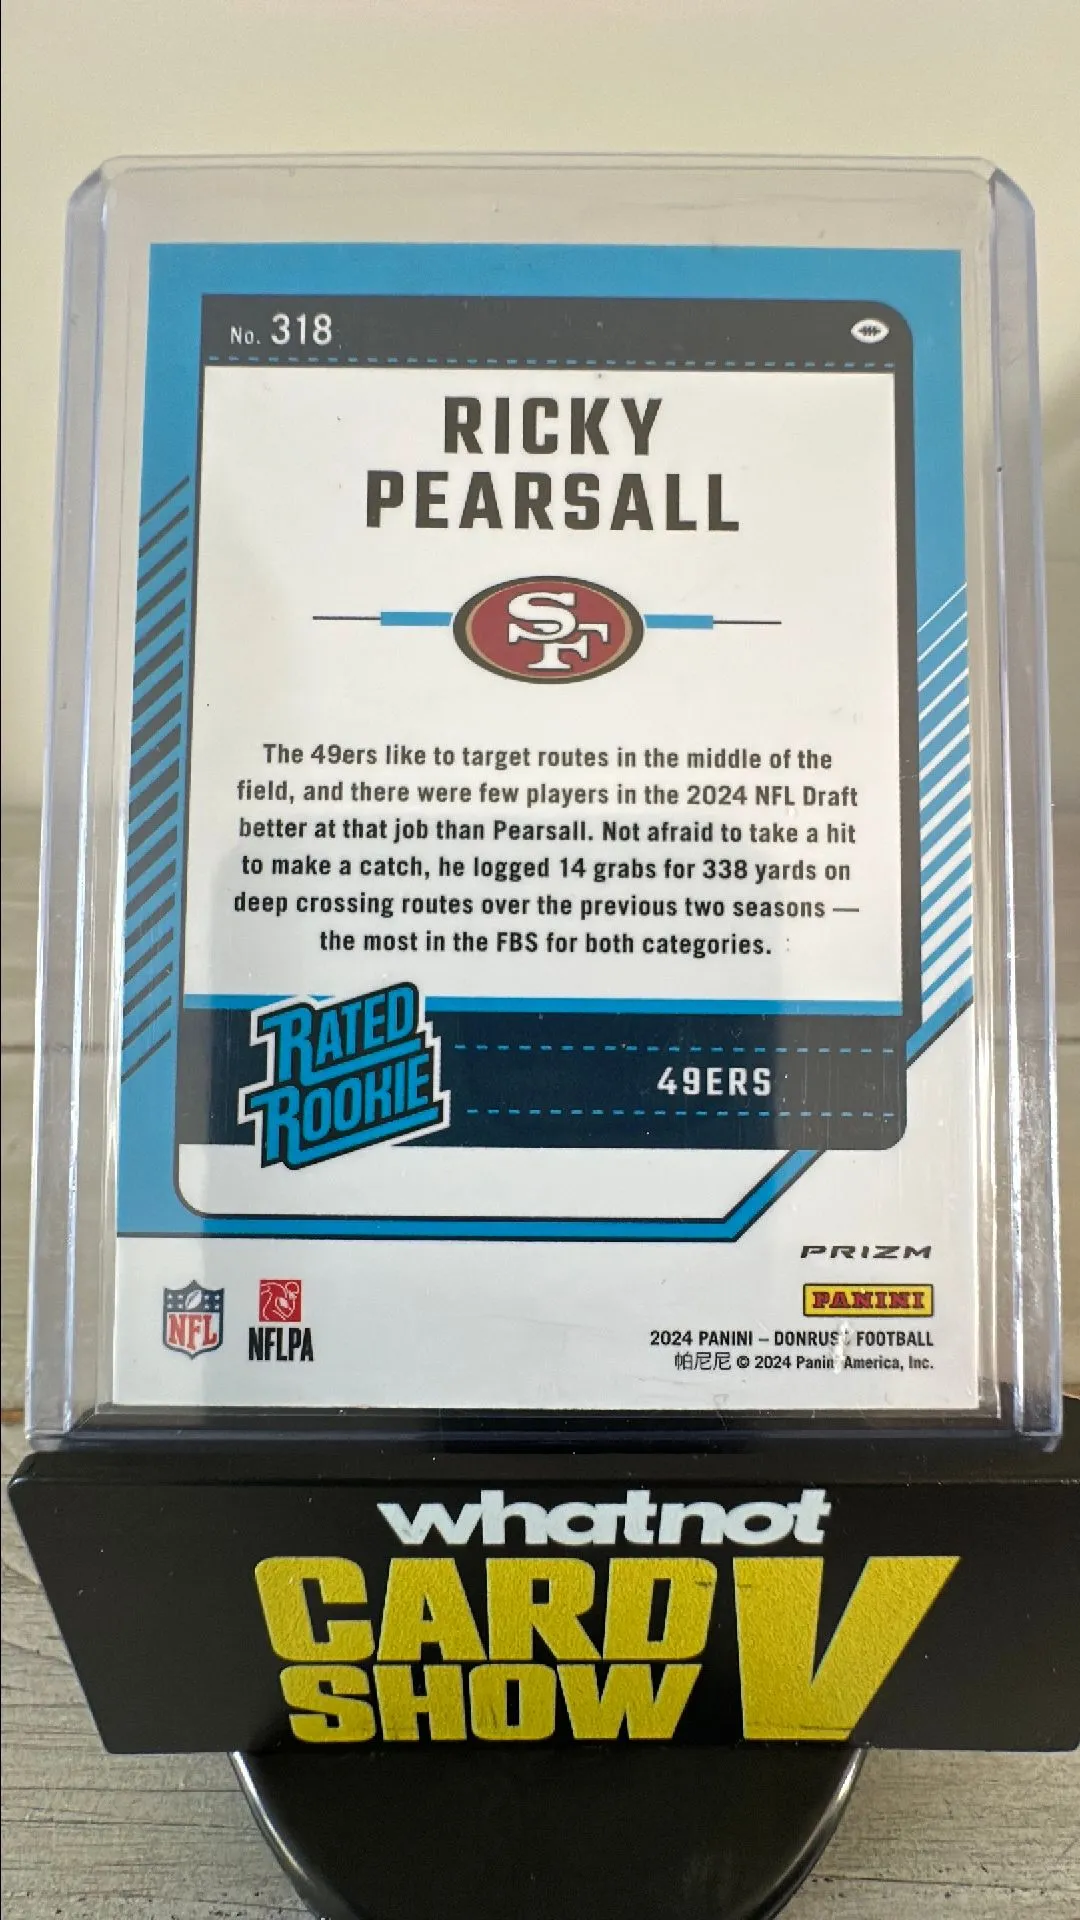 No. 318
RICKY
PEARSALL
SF
The 49ers like to target routes in the middle of the
field, and there were few players in the 2024 NFL Draft
better at that job than Pearsall. Not afraid to take a hit
to make a catch, he logged 14 grabs for 338 yards on
deep crossing routes over the previous two seasons —
the most in the FBS for both categories.
RATED
ROOKIE
49ERS
PRIZM
PANINI
NFL
NFLPA
2024 PANINI – DONRUSS FOOTBALL
帕尼尼 © 2024 Panini America, Inc.
whatnot
CARD
SHOW
V